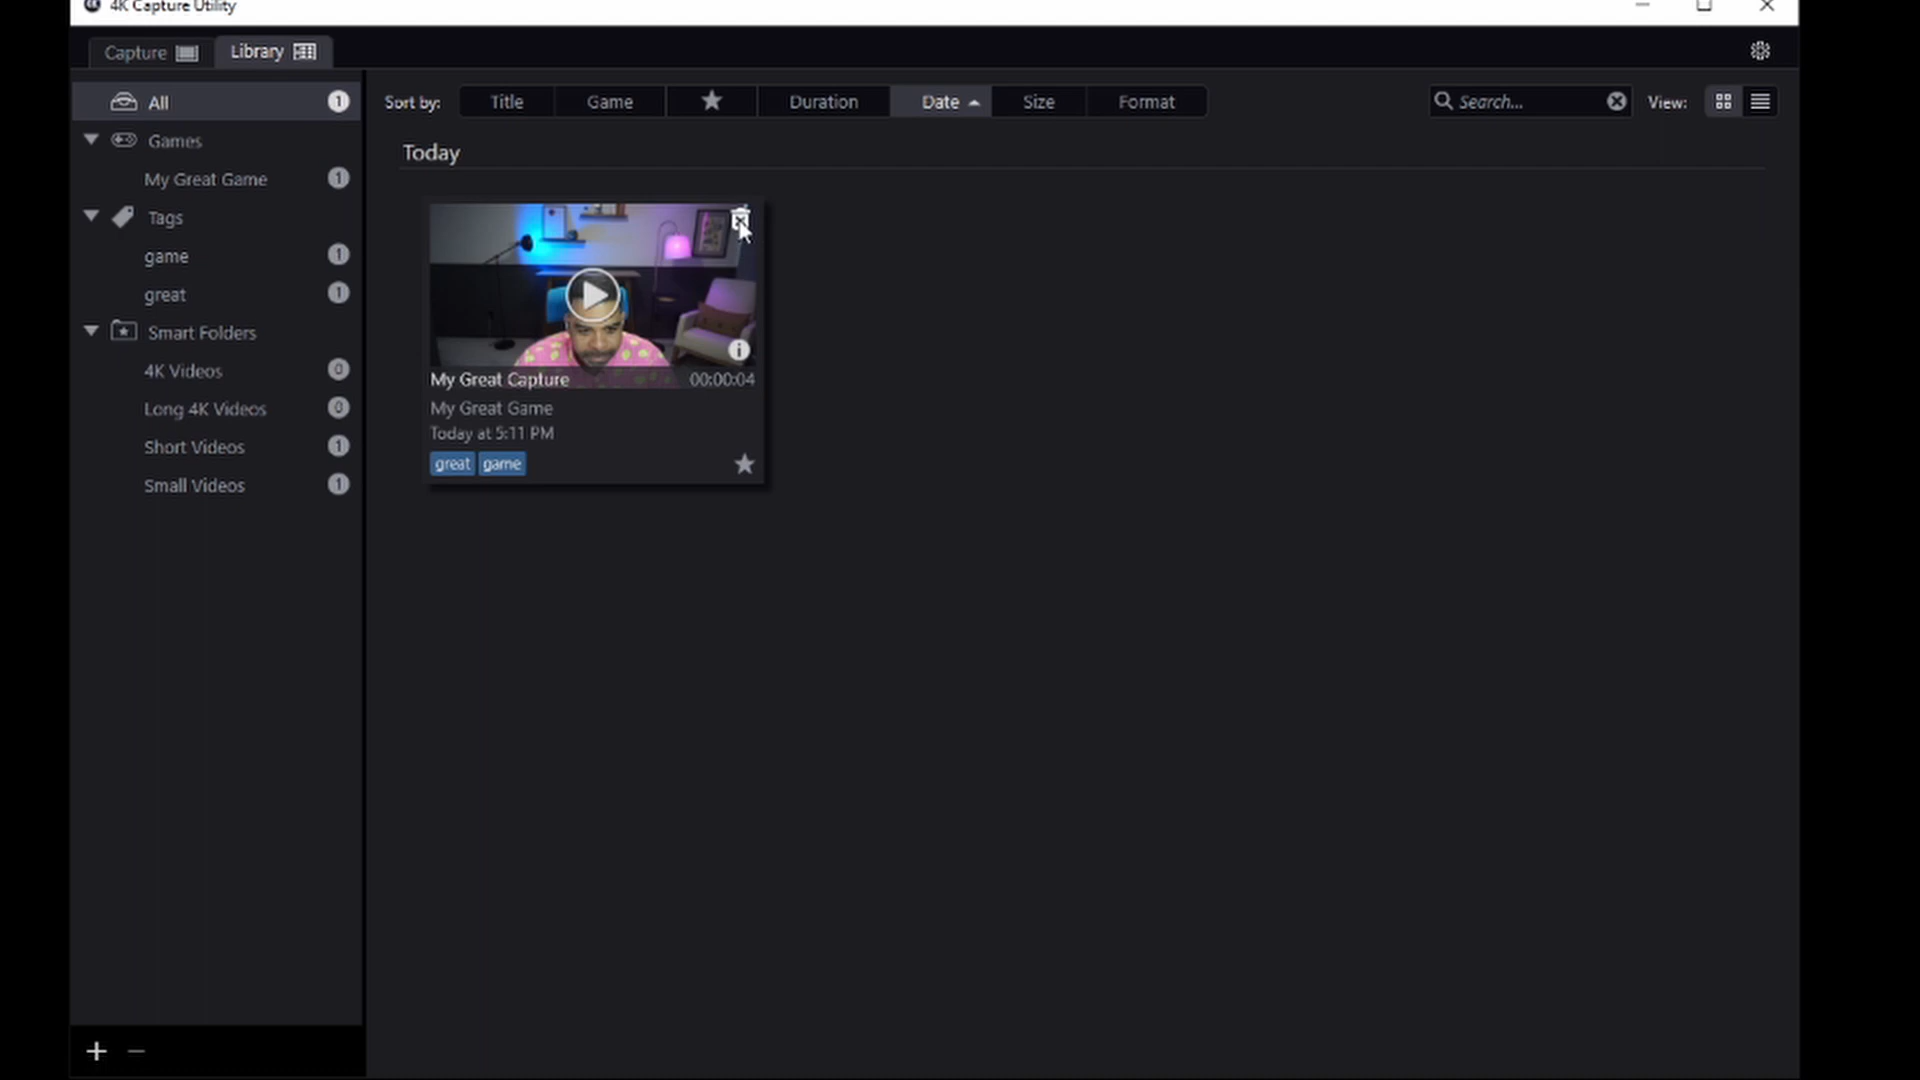 4K Capture Utility
Capture
Library
All 1
Games
My Great Game 1
Tags
game 1
great 1
Smart Folders
4K Videos 0
Long 4K Videos 0
Short Videos 1
Small Videos 1
Sort by: Title Game Duration Date Size Format
Search... View:
Today
My Great Capture 00:00:04
My Great Game
Today at 5:11 PM
great game